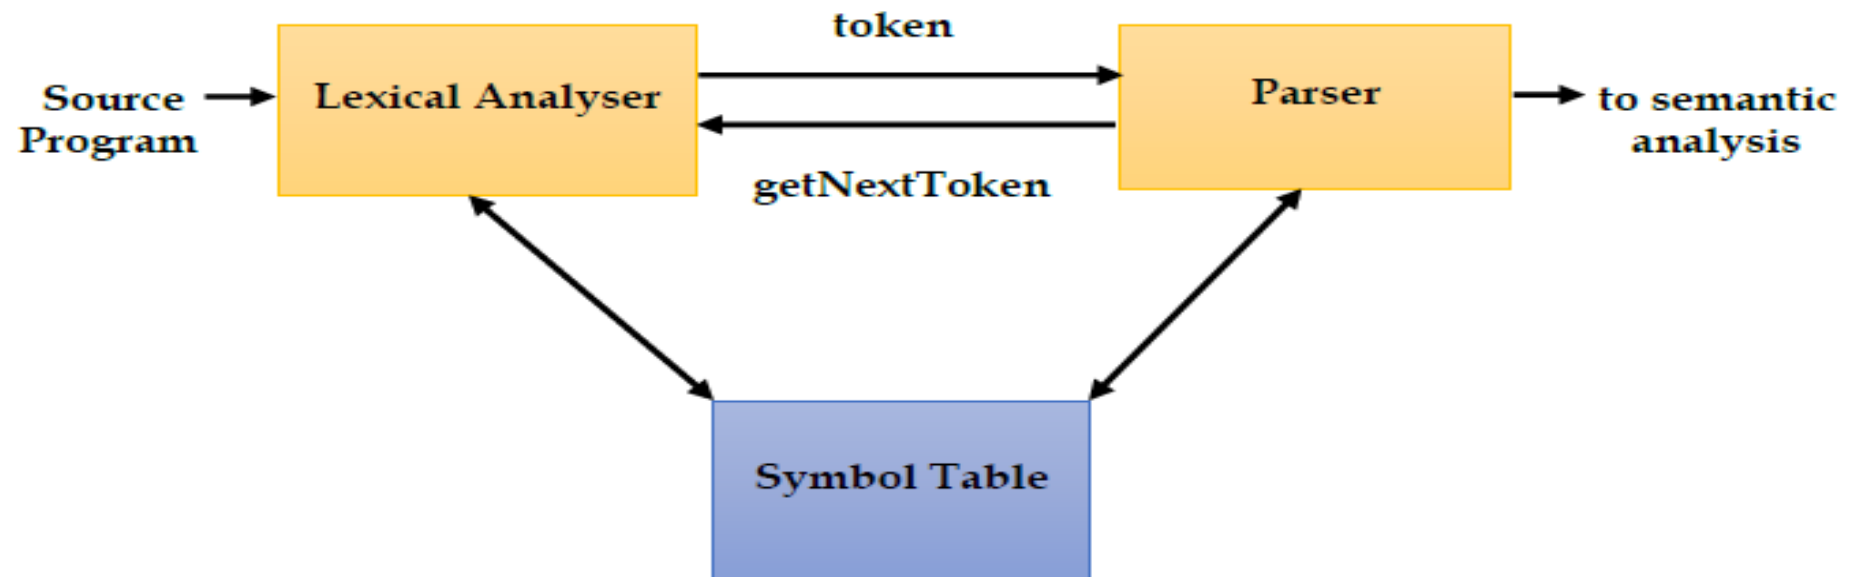 token
Source
Program
Lexical Analyser
Parser
to semantic
analysis
getNextToken
Symbol Table